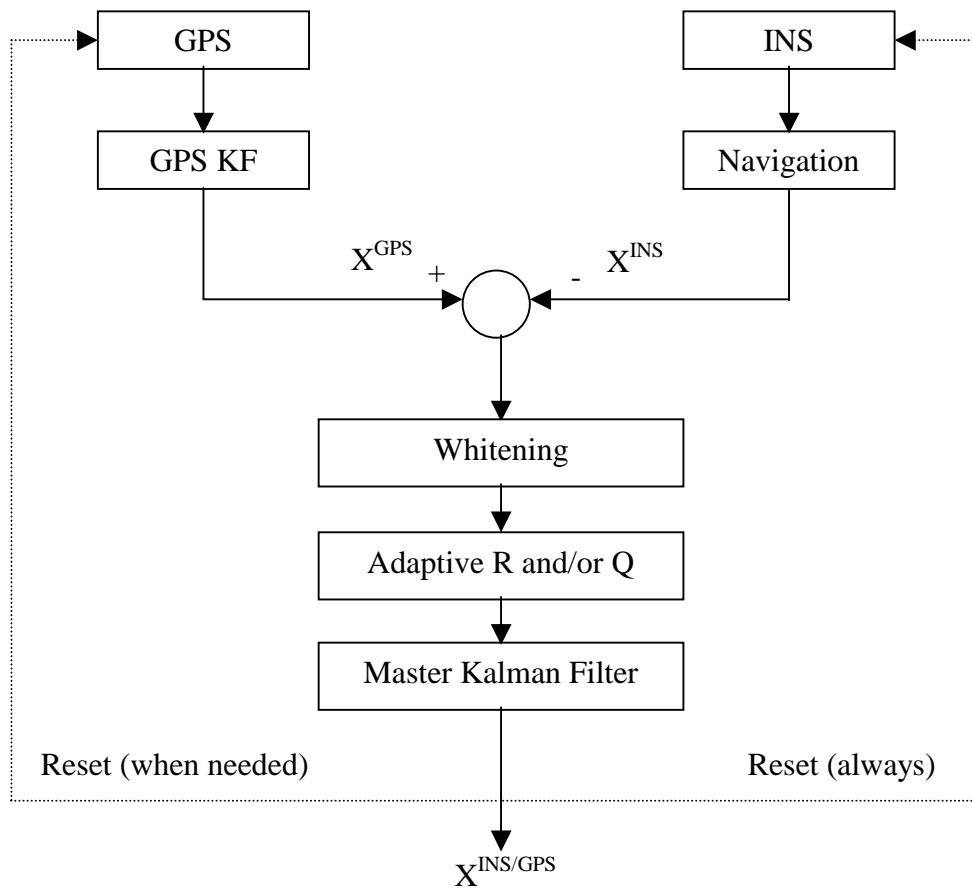 GPS
INS
GPS KF
Navigation
X^GPS
+
-
X^INS
Whitening
Adaptive R and/or Q
Master Kalman Filter
Reset (when needed)
Reset (always)
X^INS/GPS